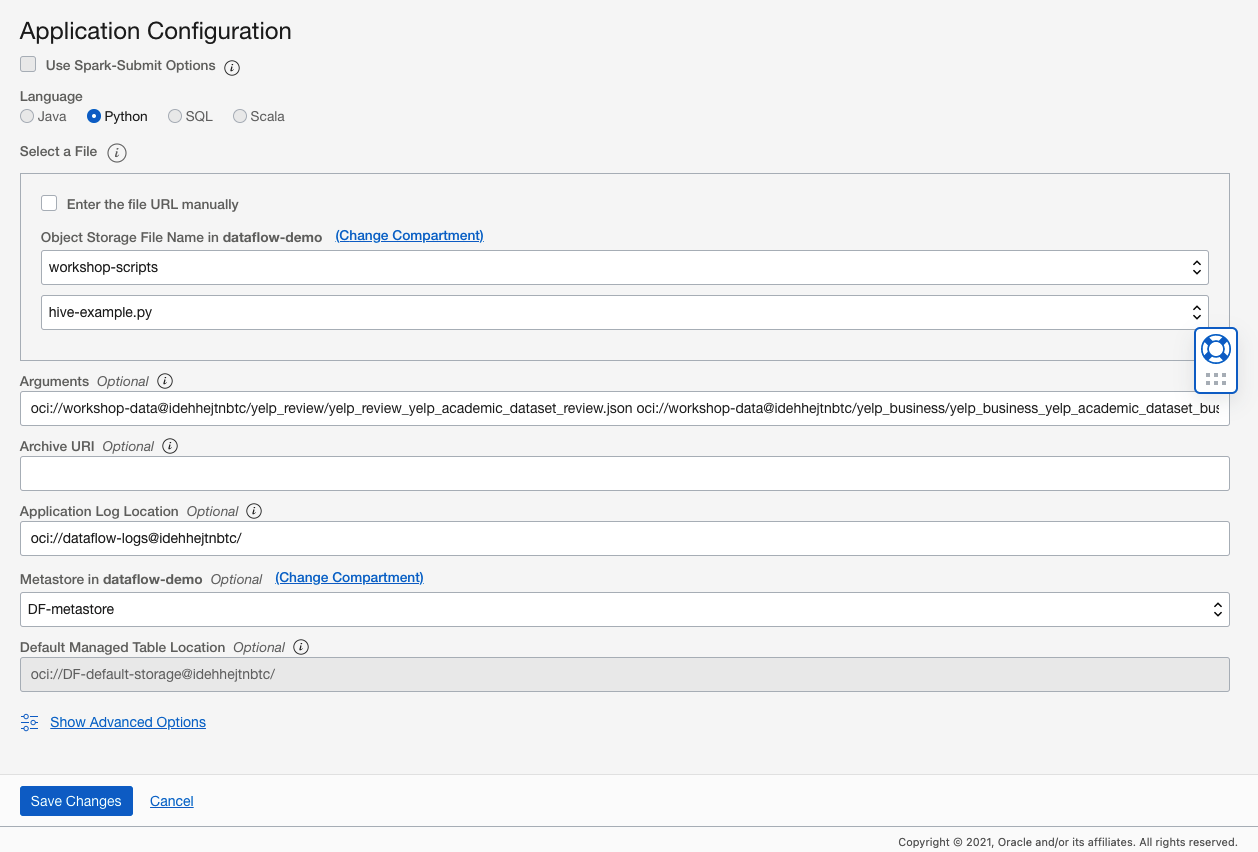 Application Configuration
Use Spark-Submit Options
Language
Java Python SQL Scala
Select a File
Enter the file URL manually
Object Storage File Name in dataflow-demo (Change Compartment)
workshop-scripts
hive-example.py
Arguments Optional
oci://workshop-data@idehhejtnbtc/yelp_review/yelp_review_yelp_academic_dataset_review.json oci://workshop-data@idehhejtnbtc/yelp_business/yelp_business_yelp_academic_dataset_bus
Archive URI Optional
Application Log Location Optional
oci://dataflow-logs@idehhejtnbtc/
Metastore in dataflow-demo Optional (Change Compartment)
DF-metastore
Default Managed Table Location Optional
oci://DF-default-storage@idehhejtnbtc/
Show Advanced Options
Save Changes Cancel
Copyright © 2021, Oracle and/or its affiliates. All rights reserved.